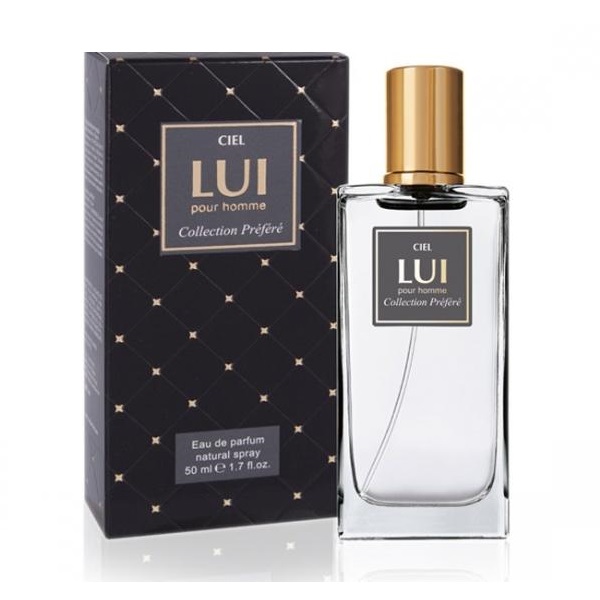 CIEL
LUI
pour homme
Collection Préféré
Eau de parfum
natural spray
50 ml ℮ 1.7 fl.oz.
CIEL
LUI
pour homme
Collection Préféré